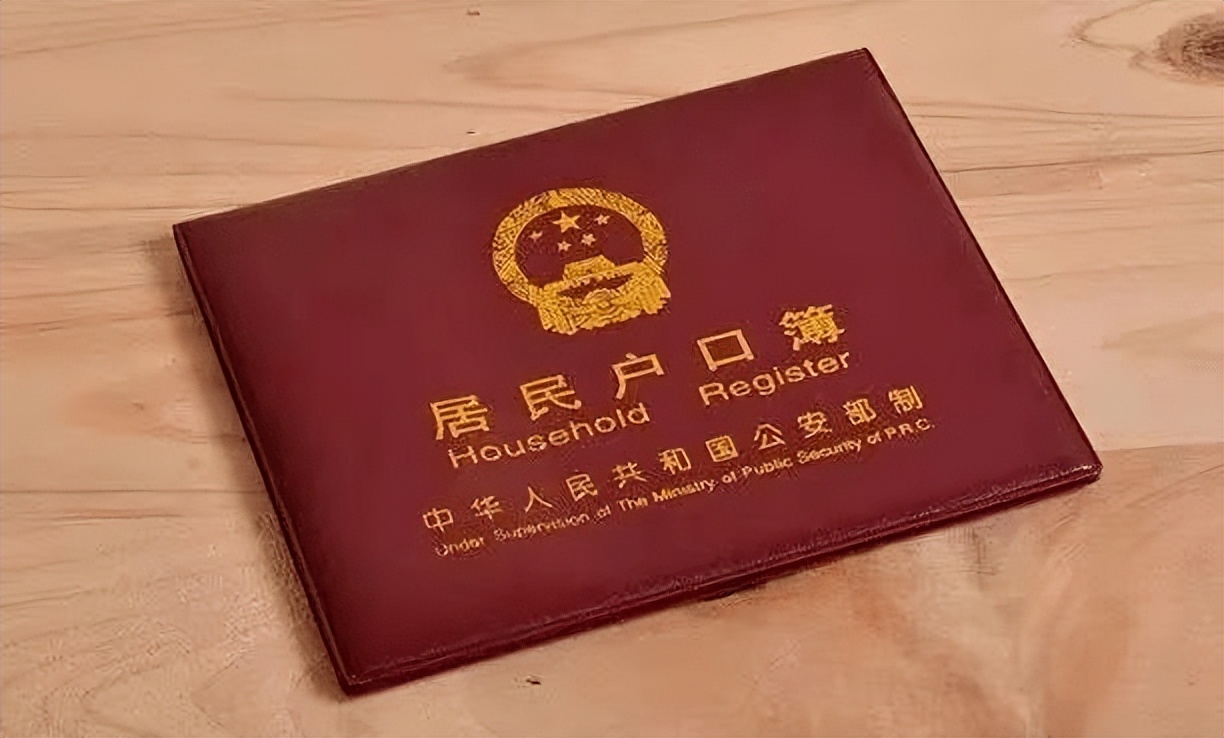 居民户口簿
Household Register
中华人民共和国公安部制
Under Supervision of The Ministry of Public Security of P.R.C.